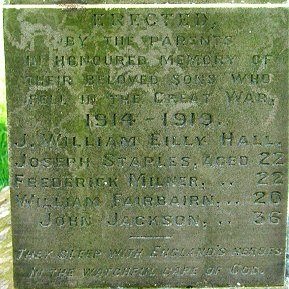 ERECTED,
BY THE PARENTS
IN HONOURED MEMORY OF
THEIR BELOVED SONS WHO
FELL IN THE GREAT WAR,
1914-1919.
J. WILLIAM EILLY HALL.
JOSEPH STAPLES, AGED 22
FREDERICK MILNER, .. 22
WILLIAM FAIRBAIRN... 20
JOHN JACKSON, .. 36
THEY SLEEP WITH ENGLAND'S HEROES
IN THE WATCHFUL CARE OF GOD.